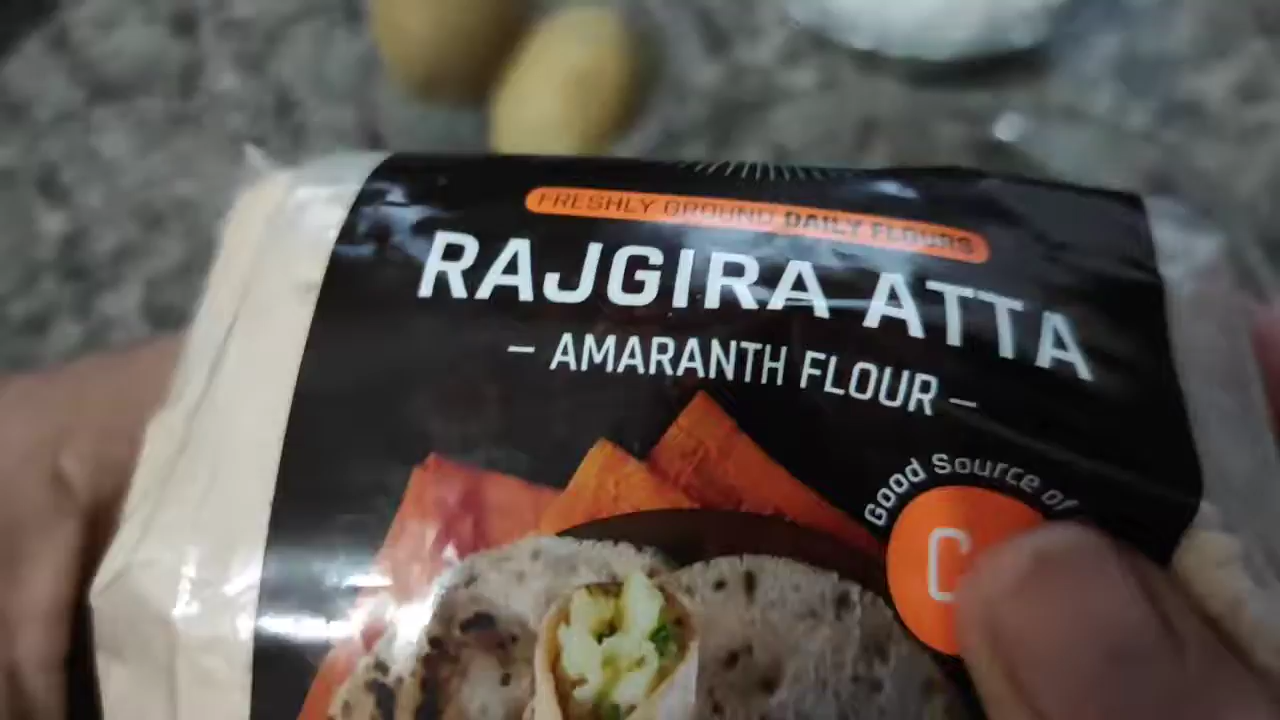 FRESHLY GROUND DAILY FLOURS
RAJGIRA ATTA
– AMARANTH FLOUR –
Good Source of